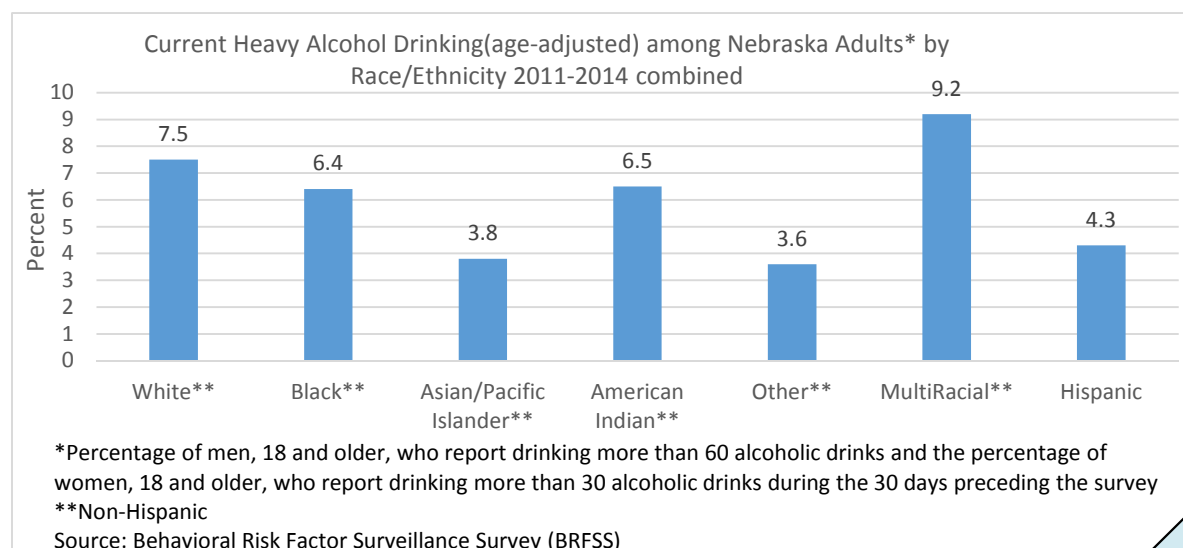 Current Heavy Alcohol Drinking(age-adjusted) among Nebraska Adults* by
Race/Ethnicity 2011-2014 combined
Percent
10
9
8
7
6
5
4
3
2
1
0
7.5
6.4
3.8
6.5
3.6
9.2
4.3
White**
Black**
Asian/Pacific
Islander**
American
Indian**
Other**
MultiRacial**
Hispanic
*Percentage of men, 18 and older, who report drinking more than 60 alcoholic drinks and the percentage of
women, 18 and older, who report drinking more than 30 alcoholic drinks during the 30 days preceding the survey
**Non-Hispanic
Source: Behavioral Risk Factor Surveillance Survey (BRFSS)